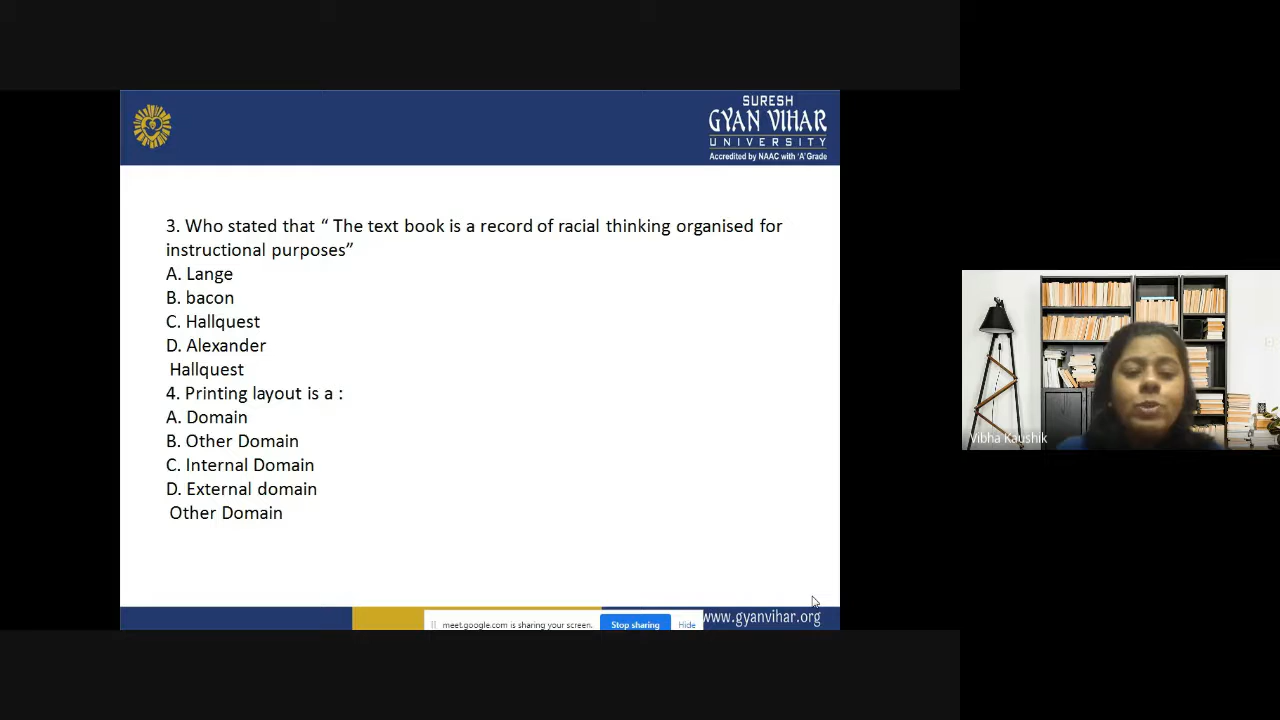 SURESH
GYAN VIHAR
UNIVERSITY
Accredited by NAAC with 'A' Grade
3. Who stated that “ The text book is a record of racial thinking organised for
instructional purposes”
A. Lange
B. bacon
C. Hallquest
D. Alexander
Hallquest
4. Printing layout is a :
A. Domain
B. Other Domain
C. Internal Domain
D. External domain
Other Domain
Vibha Kaushik
meet.google.com is sharing your screen.
Stop sharing
Hide
www.gyanvihar.org